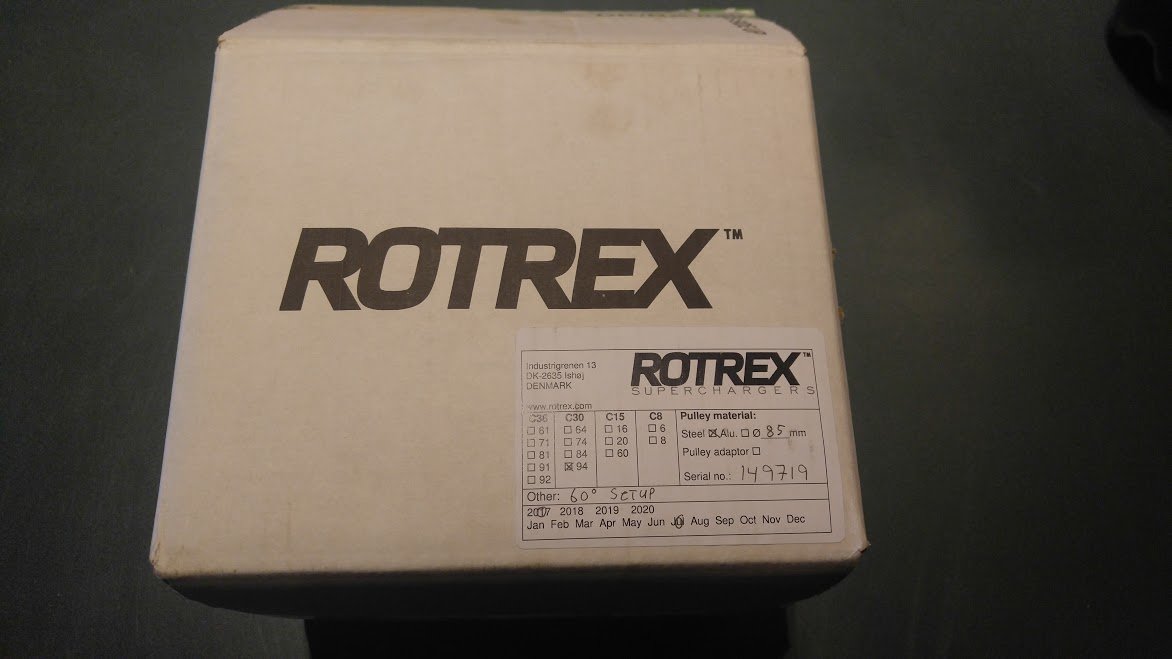 ROTREX™
Industrigrenen 13
DK-2635 Ishøj
DENMARK
www.rotrex.com
ROTREX™
SUPERCHARGERS
C38 C30 C15 C8 Pulley material:
☐ 61 ☐ 64 ☐ 16 ☐ 6 Steel ☒ Alu. ☐ Ø 85 mm
☐ 71 ☐ 74 ☐ 20 ☐ 8
☐ 81 ☐ 84 ☐ 60 Pulley adaptor ☐
☐ 91 ☒ 94 Serial no.: 149719
☐ 92
Other: 60° SETUP
2017 2018 2019 2020
Jan Feb Mar Apr May Jun Jul Aug Sep Oct Nov Dec